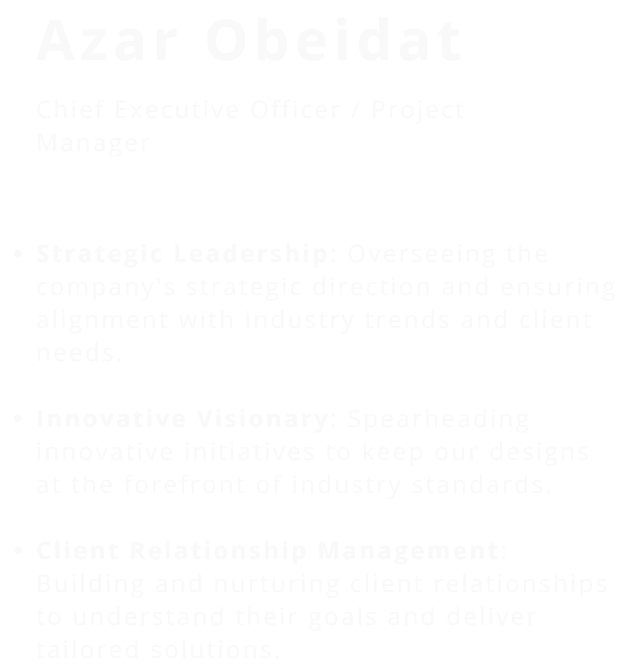 Azar Obeidat
Chief Executive Officer / Project
Manager
• Strategic Leadership: Overseeing the
company's strategic direction and ensuring
alignment with industry trends and client
needs.
• Innovative Visionary: Spearheading
innovative initiatives to keep our designs
at the forefront of industry standards.
• Client Relationship Management:
Building and nurturing client relationships
to understand their goals and deliver
tailored solutions.